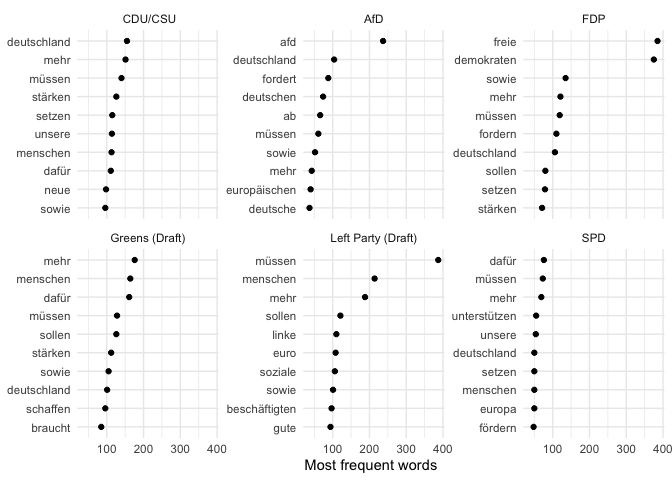 CDU/CSU
deutschland
mehr
müssen
stärken
setzen
unsere
menschen
dafür
neue
sowie
AfD
afd
deutschland
fordert
deutschen
ab
müssen
sowie
mehr
europäischen
deutsche
FDP
freie
demokraten
sowie
mehr
müssen
fordern
deutschland
sollen
setzen
stärken
Greens (Draft)
mehr
menschen
dafür
müssen
sollen
stärken
sowie
deutschland
schaffen
braucht
100 200 300 400
Left Party (Draft)
müssen
menschen
mehr
sollen
linke
euro
soziale
sowie
beschäftigten
gute
100 200 300 400
SPD
dafür
müssen
mehr
unterstützen
unsere
deutschland
setzen
menschen
europa
fördern
100 200 300 400
Most frequent words